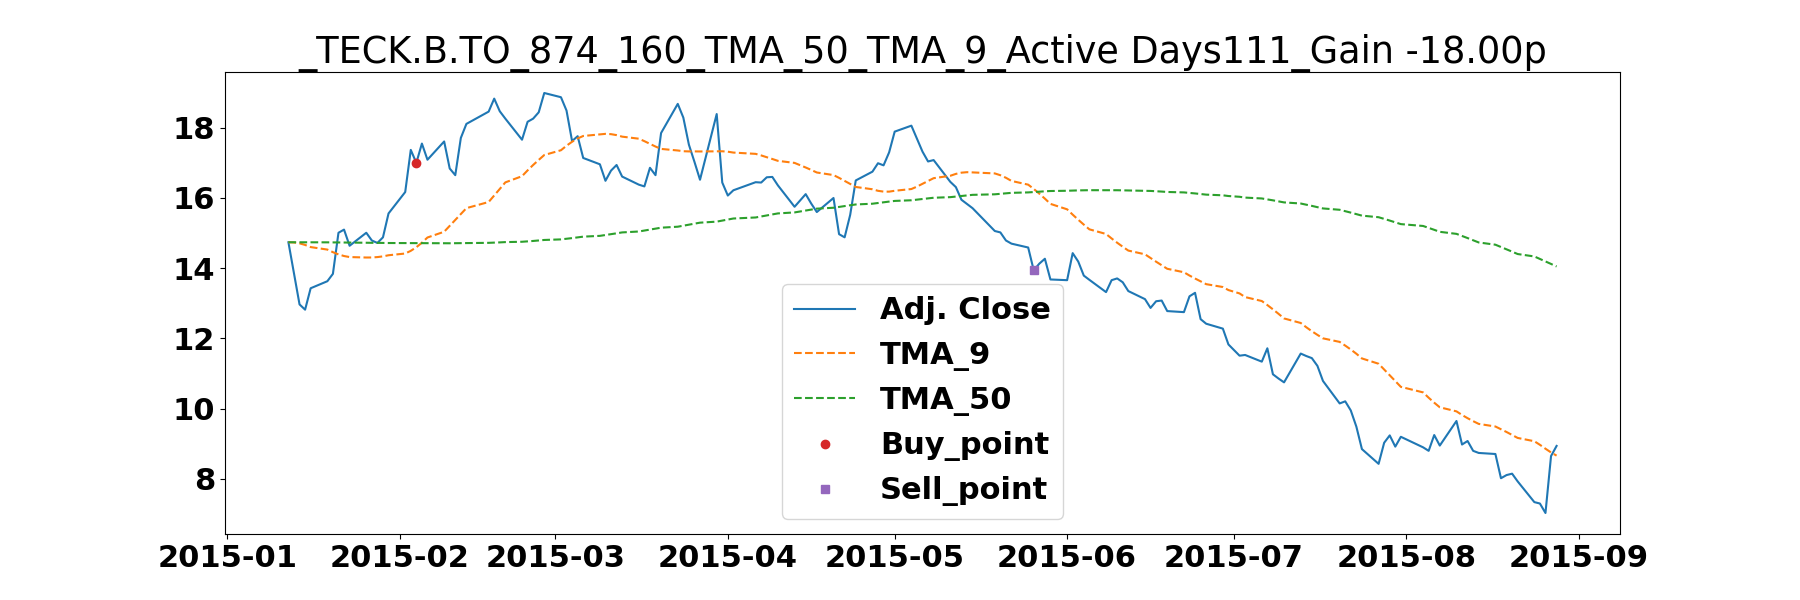 _TECK.B.TO_874_160_TMA_50_TMA_9_Active Days111_Gain -18.00p
18
16
14
12
10
8
Adj. Close
TMA_9
TMA_50
Buy_point
Sell_point
2015-01 2015-02 2015-03 2015-04 2015-05 2015-06 2015-07 2015-08 2015-09